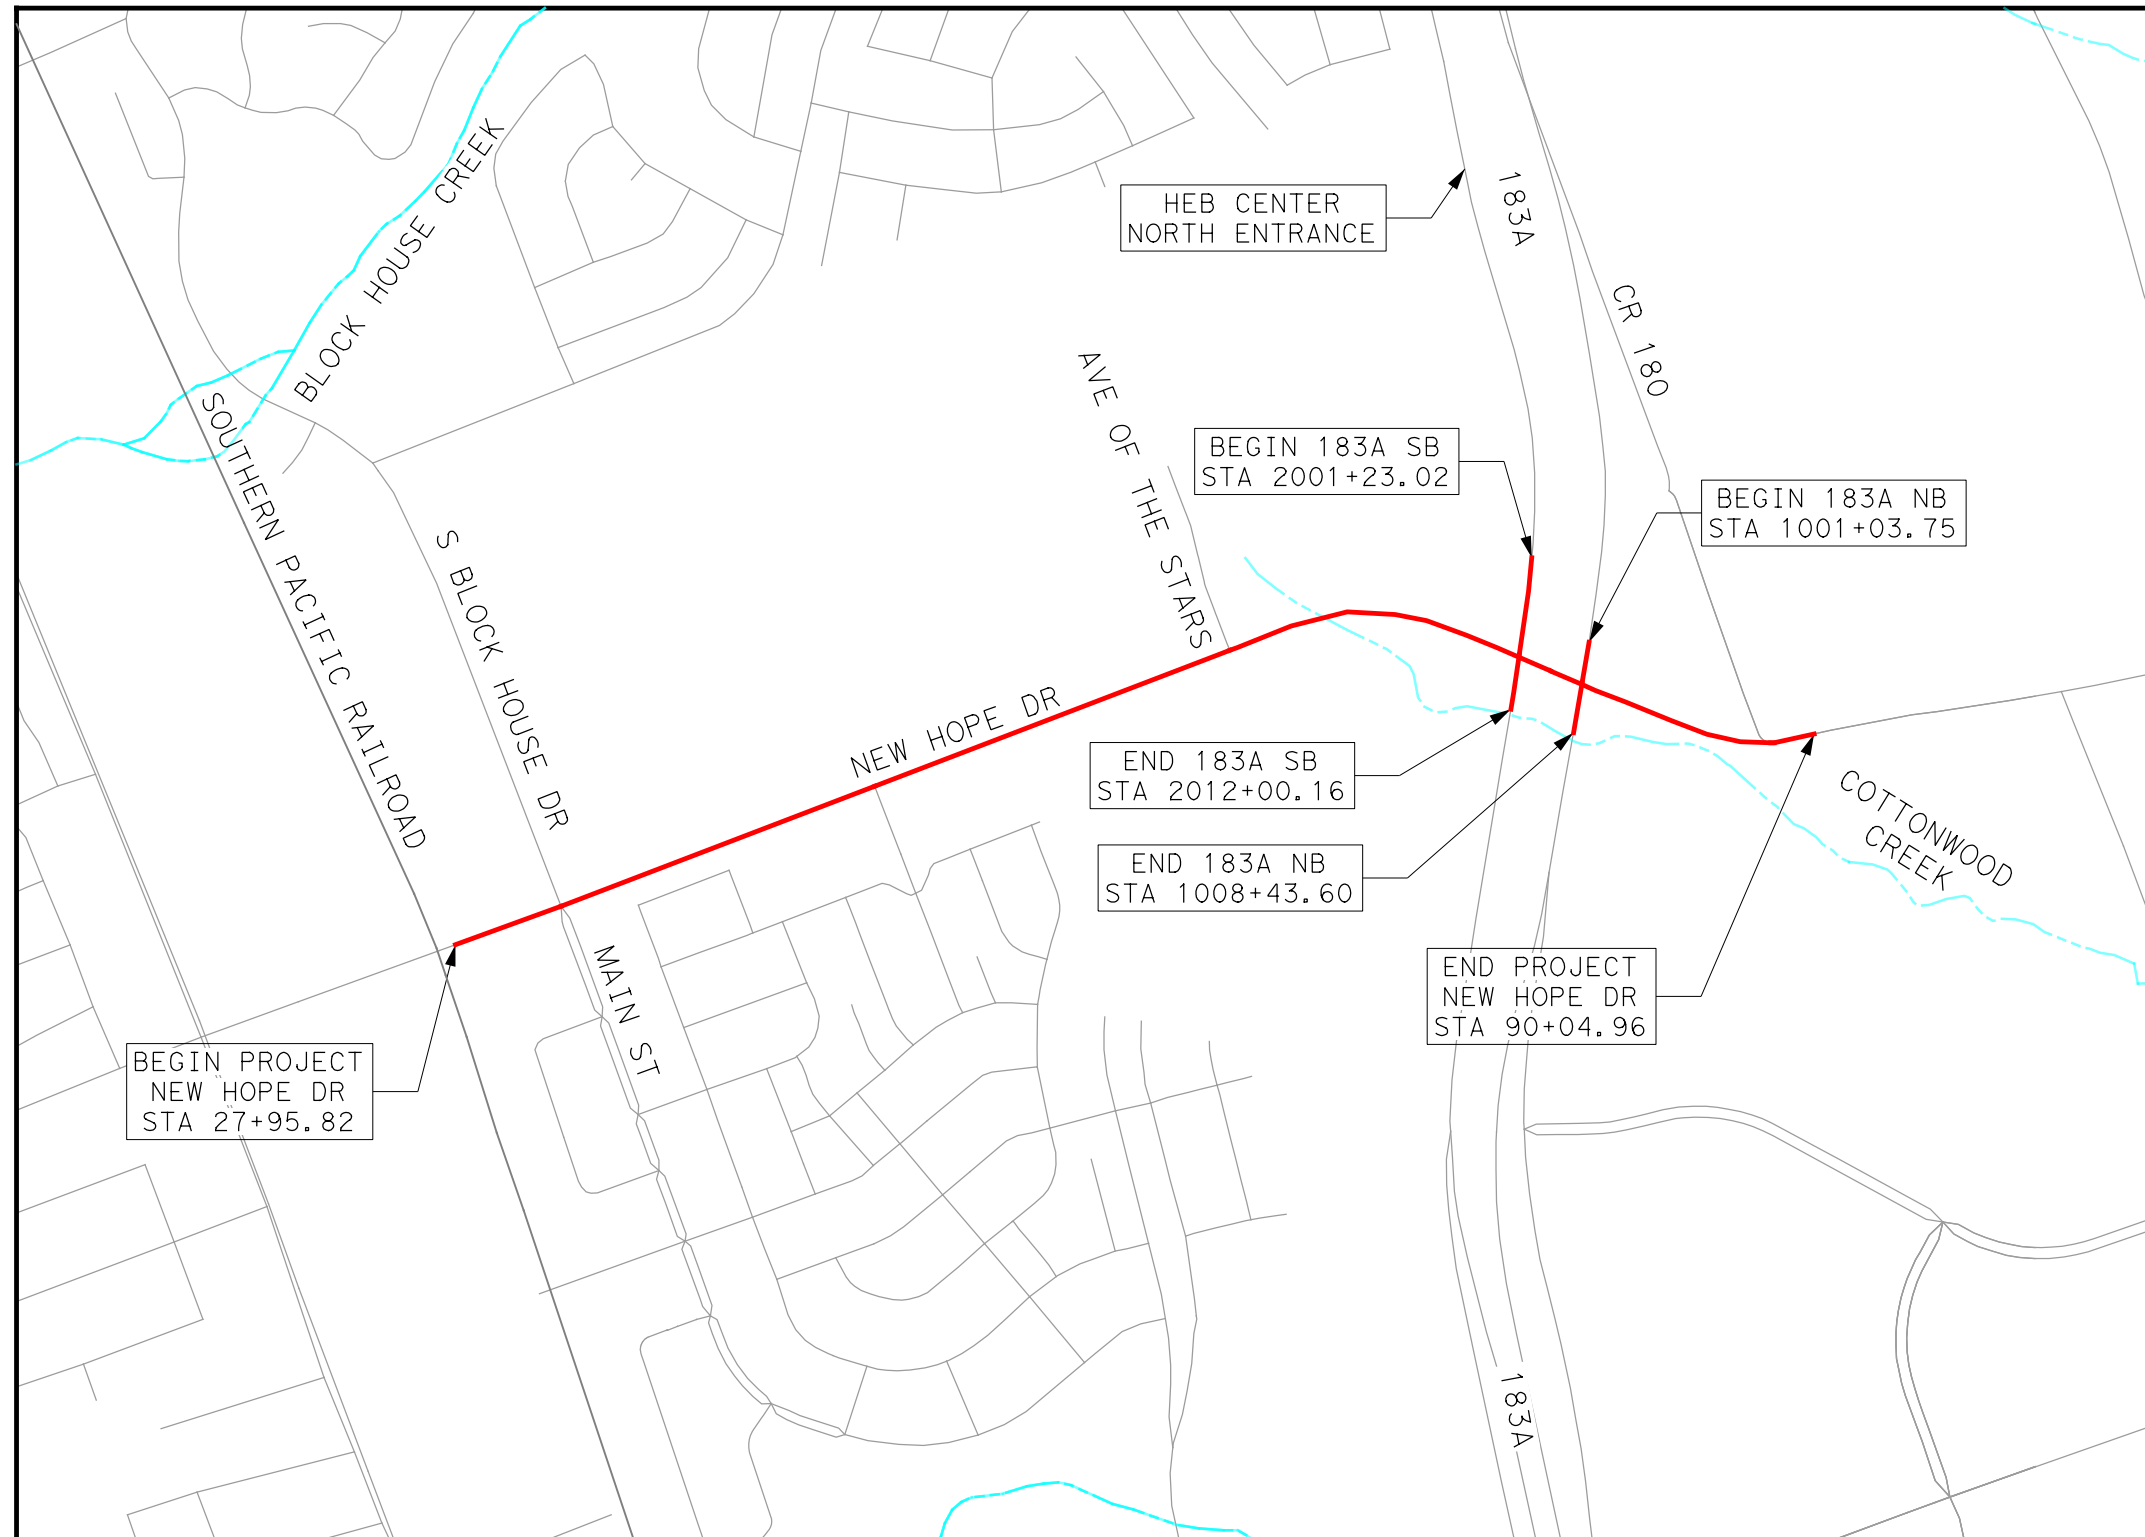 BLOCK HOUSE CREEK
HEB CENTER
NORTH ENTRANCE
183A
CR 180
AVE OF THE STARS
SOUTHERN PACIFIC RAILROAD
BEGIN 183A SB
STA 2001+23.02
BEGIN 183A NB
STA 1001+03.75
S BLOCK HOUSE DR
NEW HOPE DR
END 183A SB
STA 2012+00.16
COTTONWOOD
CREEK
END 183A NB
STA 1008+43.60
MAIN ST
END PROJECT
NEW HOPE DR
STA 90+04.96
BEGIN PROJECT
NEW HOPE DR
STA 27+95.82
183A